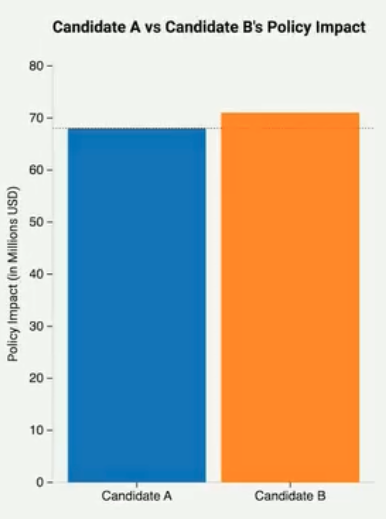 Candidate A vs Candidate B's Policy Impact
Policy Impact (in Millions USD)
80
70
60
50
40
30
20
10
0
Candidate A
Candidate B